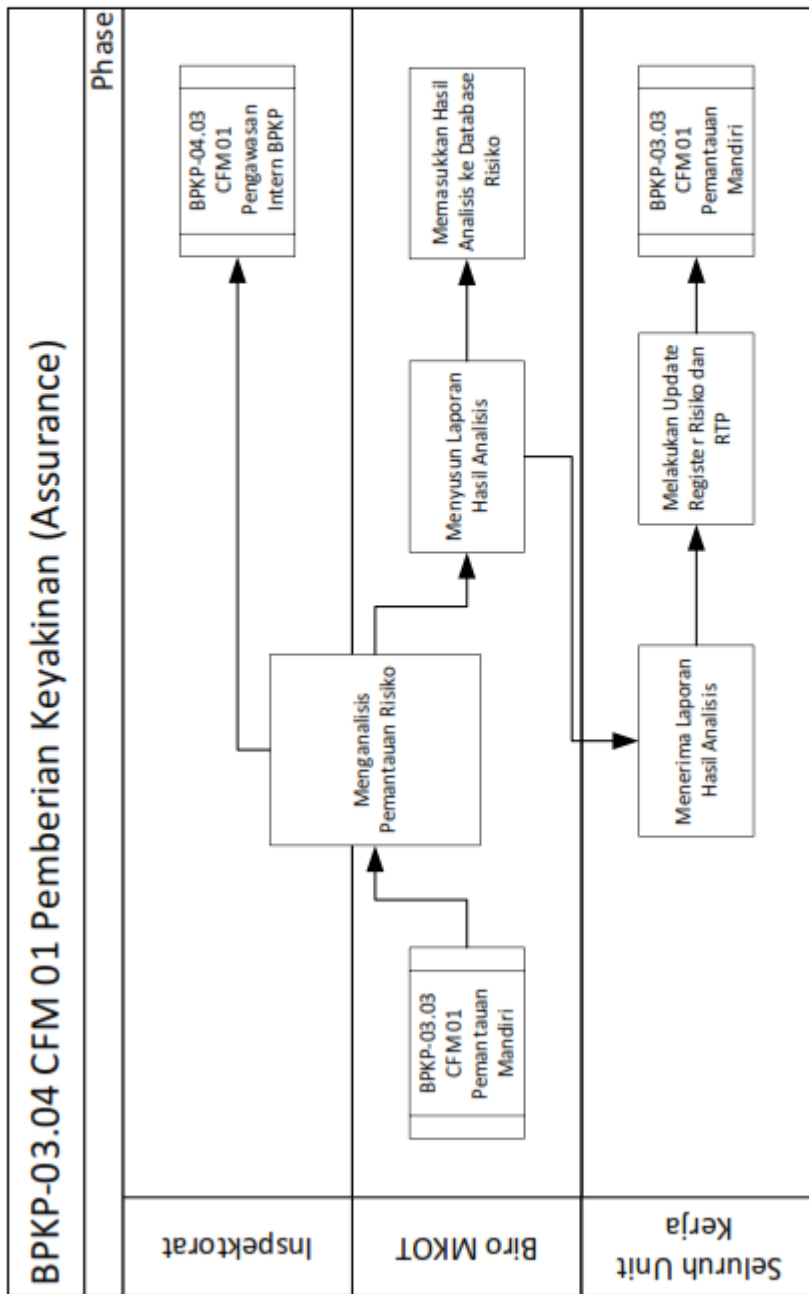 BPKP-03.04 CFM 01 Pemberian Keyakinan (Assurance)
Phase
Inspektorat
BPKP-04.03
CFM 01
Pengawasan
Intern BPKP
Biro MKOT
BPKP-03.03
CFM 01
Pemantauan
Mandiri
Menganalisis
Pemantauan Risiko
Menyusun Laporan
Hasil Analisis
Memasukkan Hasil
Analisis ke Database
Risiko
Seluruh Unit
Kerja
Menerima Laporan
Hasil Analisis
Melakukan Update
Register Risiko dan
RTP
BPKP-03.03
CFM 01
Pemantauan
Mandiri